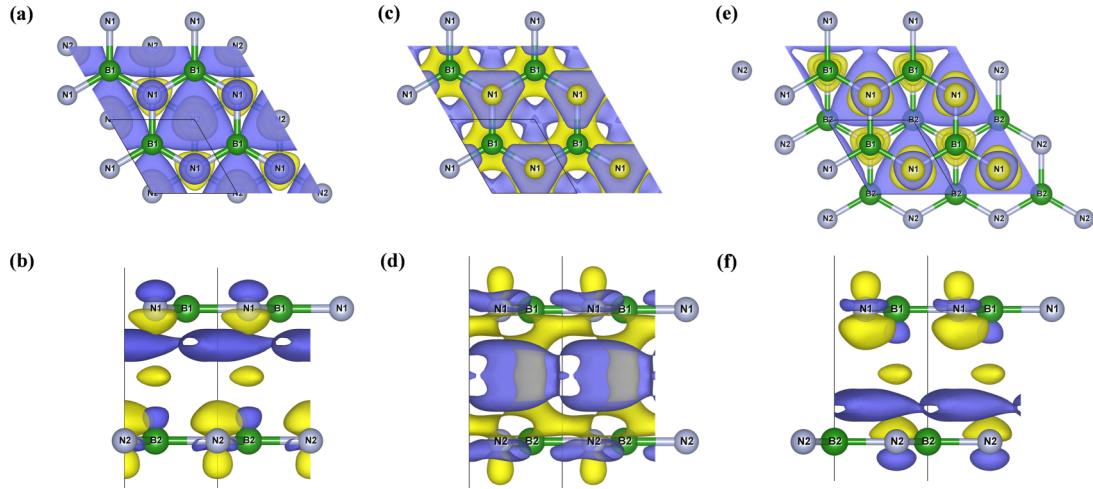 (a)
N1 N1
N2 N2 N2
B1 B1
N1 N1 N1
B1 B1
N1 N1 N1
N2 N2 N2
(c)
N1 N1
B1 B1
N1 N1 N1
B1 B1
N1 N1 N1
(e)
N1 N1
N2 B1 B1 N2
N1 N1 N1
B2 B2 B2
N2 B1 B1 N2
N1 N1 N1
B2 B2 B2
N2 N2 N2 N2
(b)
N1 B1 N1 B1 N1
N2 B2 N2 B2 N2
(d)
N1 B1 N1 B1 N1
N2 B2 N2 B2 N2
(f)
N1 B1 N1 B1 N1
N2 B2 N2 B2 N2